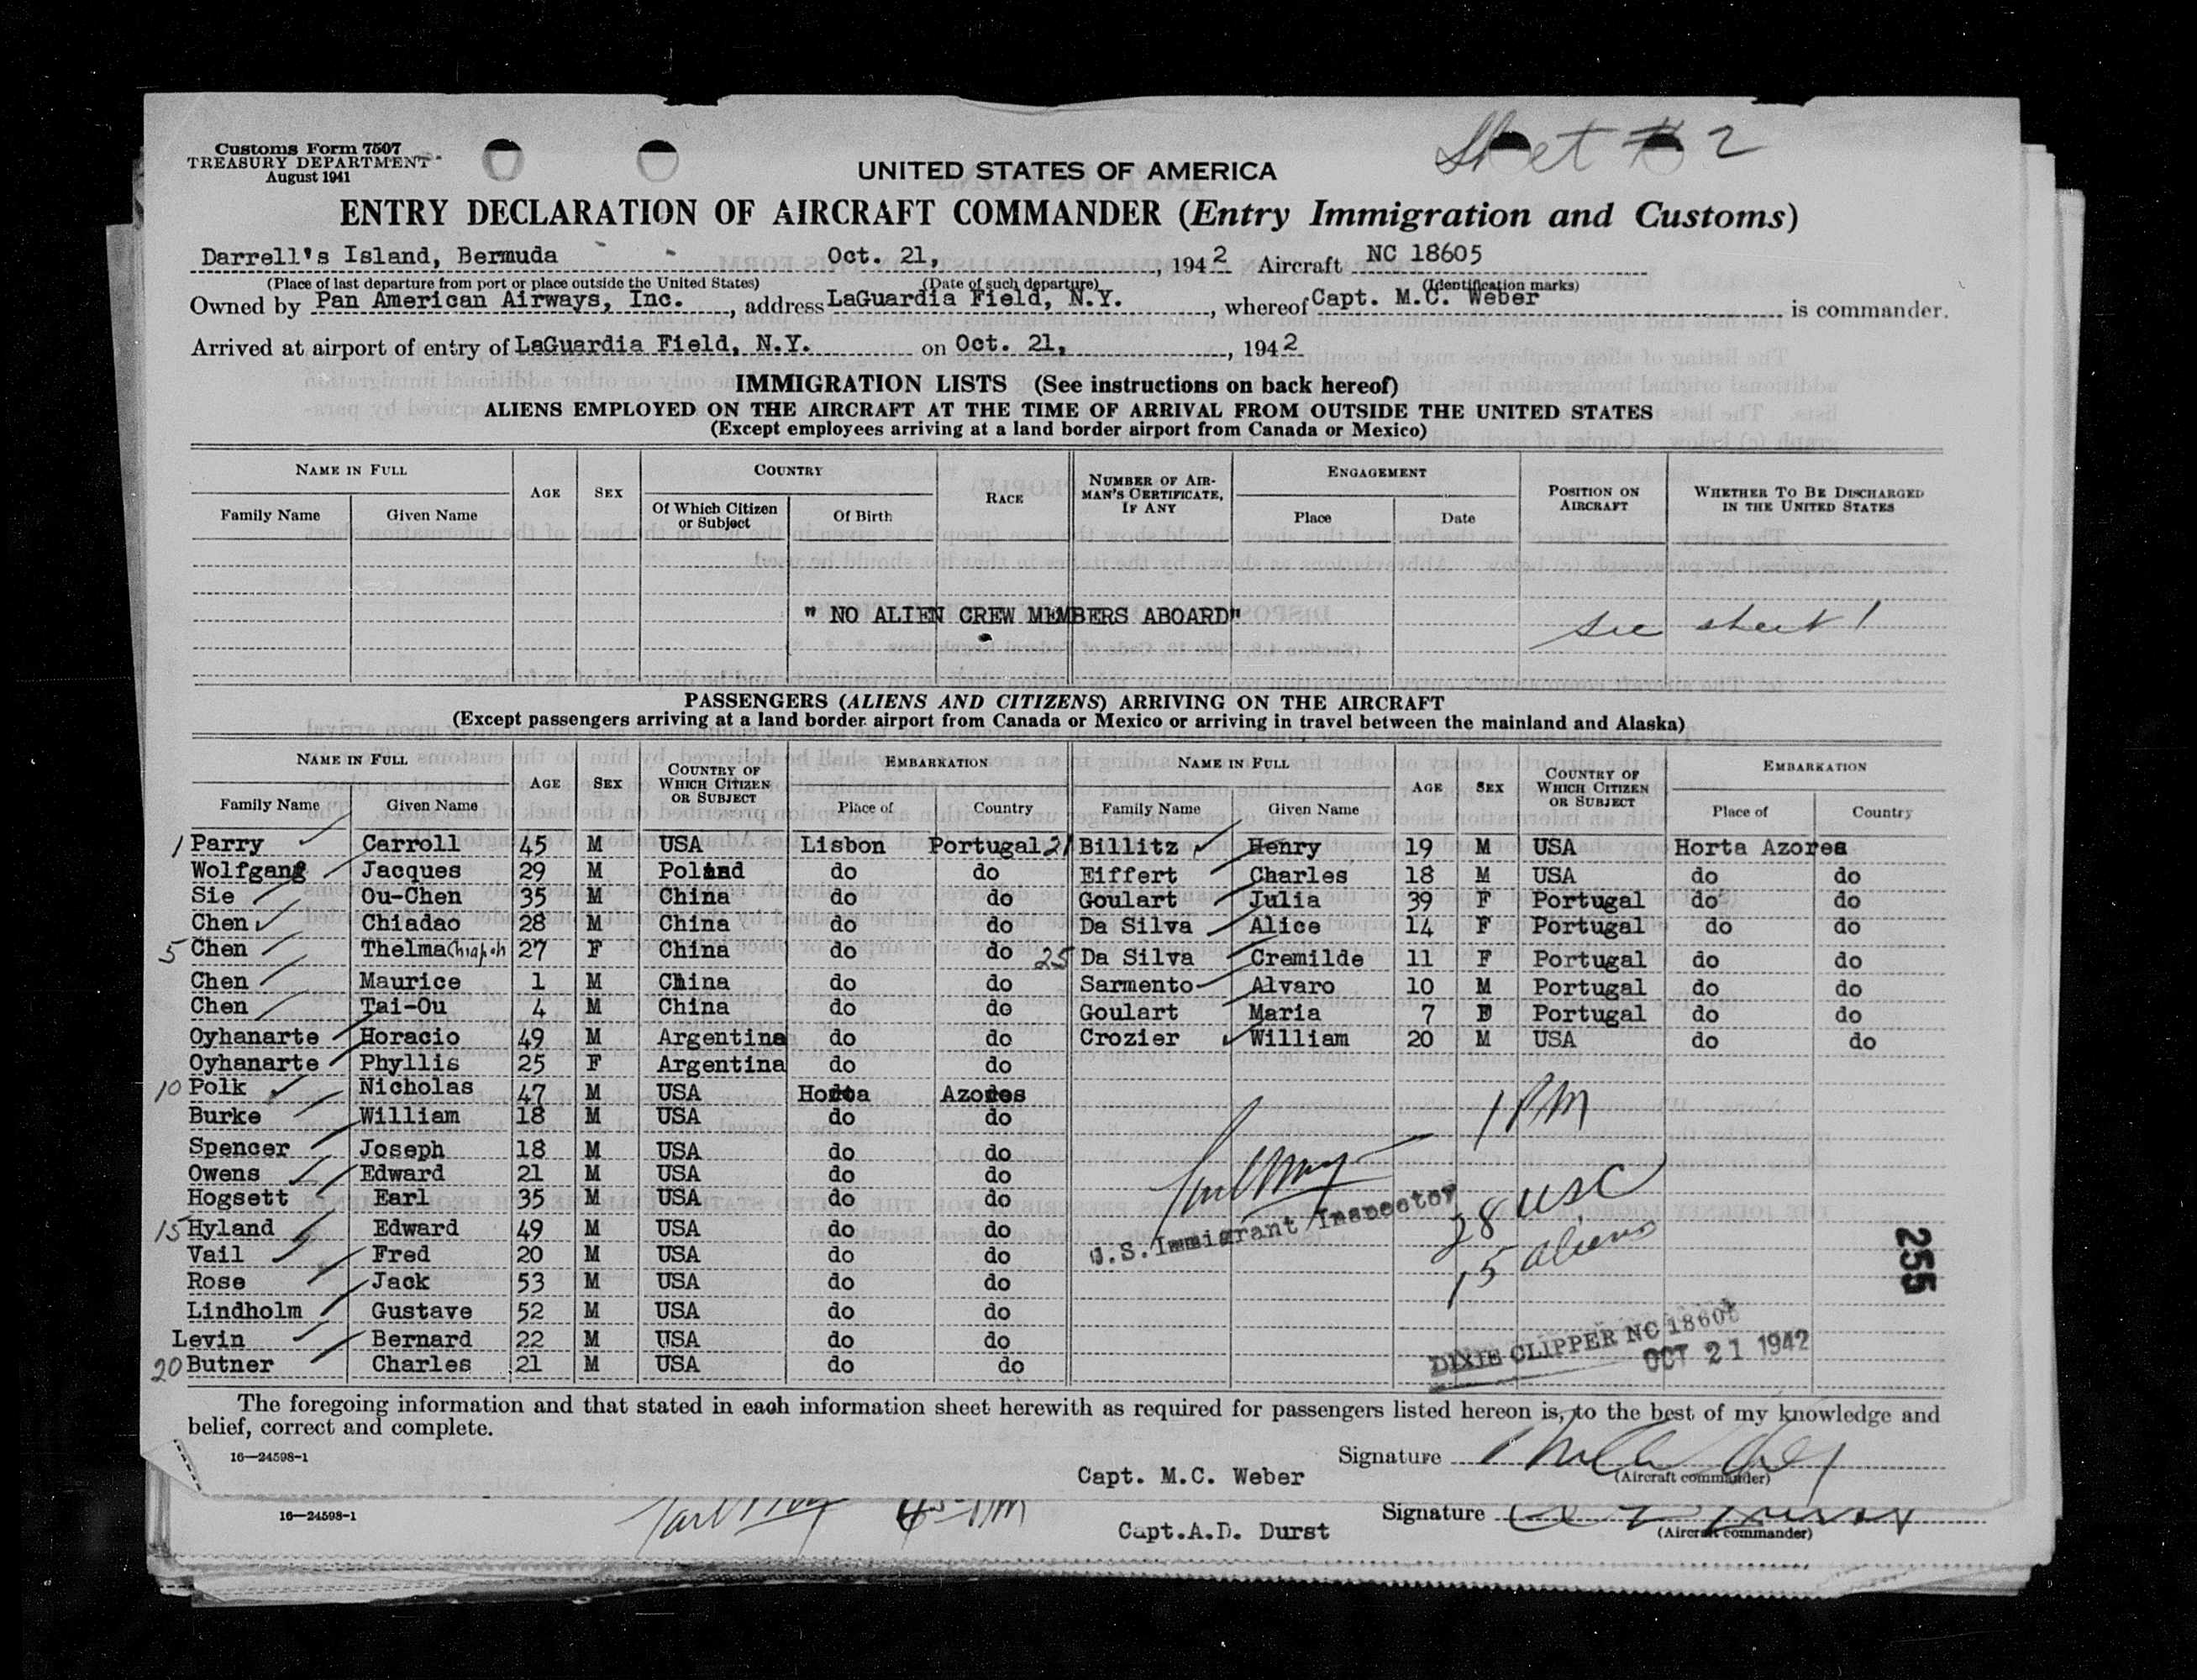 Customs Form 7507
TREASURY DEPARTMENT
August 1941
Sheet # 2
UNITED STATES OF AMERICA
ENTRY DECLARATION OF AIRCRAFT COMMANDER (Entry Immigration and Customs)
Darrell's Island, Bermuda Oct. 21, , 1942 Aircraft NC 18605
(Place of last departure from port or place outside the United States) (Date of such departure) (Identification marks)
Owned by Pan American Airways, Inc. , address LaGuardia Field, N.Y. , whereof Capt. M.C. Weber is commander.
Arrived at airport of entry of LaGuardia Field, N.Y. on Oct. 21, , 1942
IMMIGRATION LISTS (See instructions on back hereof)
ALIENS EMPLOYED ON THE AIRCRAFT AT THE TIME OF ARRIVAL FROM OUTSIDE THE UNITED STATES
(Except employees arriving at a land border airport from Canada or Mexico)
NAME IN FULL AGE SEX COUNTRY RACE NUMBER OF AIRMAN'S CERTIFICATE, IF ANY ENGAGEMENT POSITION ON AIRCRAFT WHETHER TO BE DISCHARGED IN THE UNITED STATES
Family Name Given Name Of Which Citizen or Subject Of Birth Place Date
" NO ALIEN CREW MEMBERS ABOARD"
see sheet 1
PASSENGERS (ALIENS AND CITIZENS) ARRIVING ON THE AIRCRAFT
(Except passengers arriving at a land border airport from Canada or Mexico or arriving in travel between the mainland and Alaska)
NAME IN FULL AGE SEX COUNTRY OF WHICH CITIZEN OR SUBJECT EMBARKATION NAME IN FULL AGE SEX COUNTRY OF WHICH CITIZEN OR SUBJECT EMBARKATION
Family Name Given Name Place of Country Family Name Given Name Place of Country
1 Parry Carroll 45 M USA Lisbon Portugal 21 Billitz Henry 19 M USA Horta Azores
Wolfgang Jacques 29 M Poland do do Eiffert Charles 18 M USA do do
Sie Ou-Chen 35 M China do do Goulart Julia 39 F Portugal do do
Chen Chiadao 28 M China do do Da Silva Alice 14 F Portugal do do
5 Chen Thelma 27 F China do do 25 Da Silva Cremilde 11 F Portugal do do
Chen Maurice 1 M China do do Sarmento Alvaro 10 M Portugal do do
Chen Tai-Ou 4 M China do do Goulart Maria 7 F Portugal do do
Oyhanarte Horacio 49 M Argentina do do Crozier William 20 M USA do do
Oyhanarte Phyllis 25 F Argentina do do
10 Polk Nicholas 47 M USA Horta Azores
Burke William 18 M USA do do 1 PM
Spencer Joseph 18 M USA do do
Owens Edward 21 M USA do do
Hogsett Earl 35 M USA do do 28 USC
15 Hyland Edward 49 M USA do do U.S. Immigrant Inspector
Vail Fred 20 M USA do do 15 aliens
Rose Jack 53 M USA do do 255
Lindholm Gustave 52 M USA do do
Levin Bernard 22 M USA do do DIXIE CLIPPER NC 18605
20 Butner Charles 21 M USA do do OCT 21 1942
The foregoing information and that stated in each information sheet herewith as required for passengers listed hereon is, to the best of my knowledge and
belief, correct and complete.
16—24598-1
Signature
Capt. M.C. Weber (Aircraft commander)
16—24598-1
Signature
Capt.A.D. Durst (Aircraft commander)